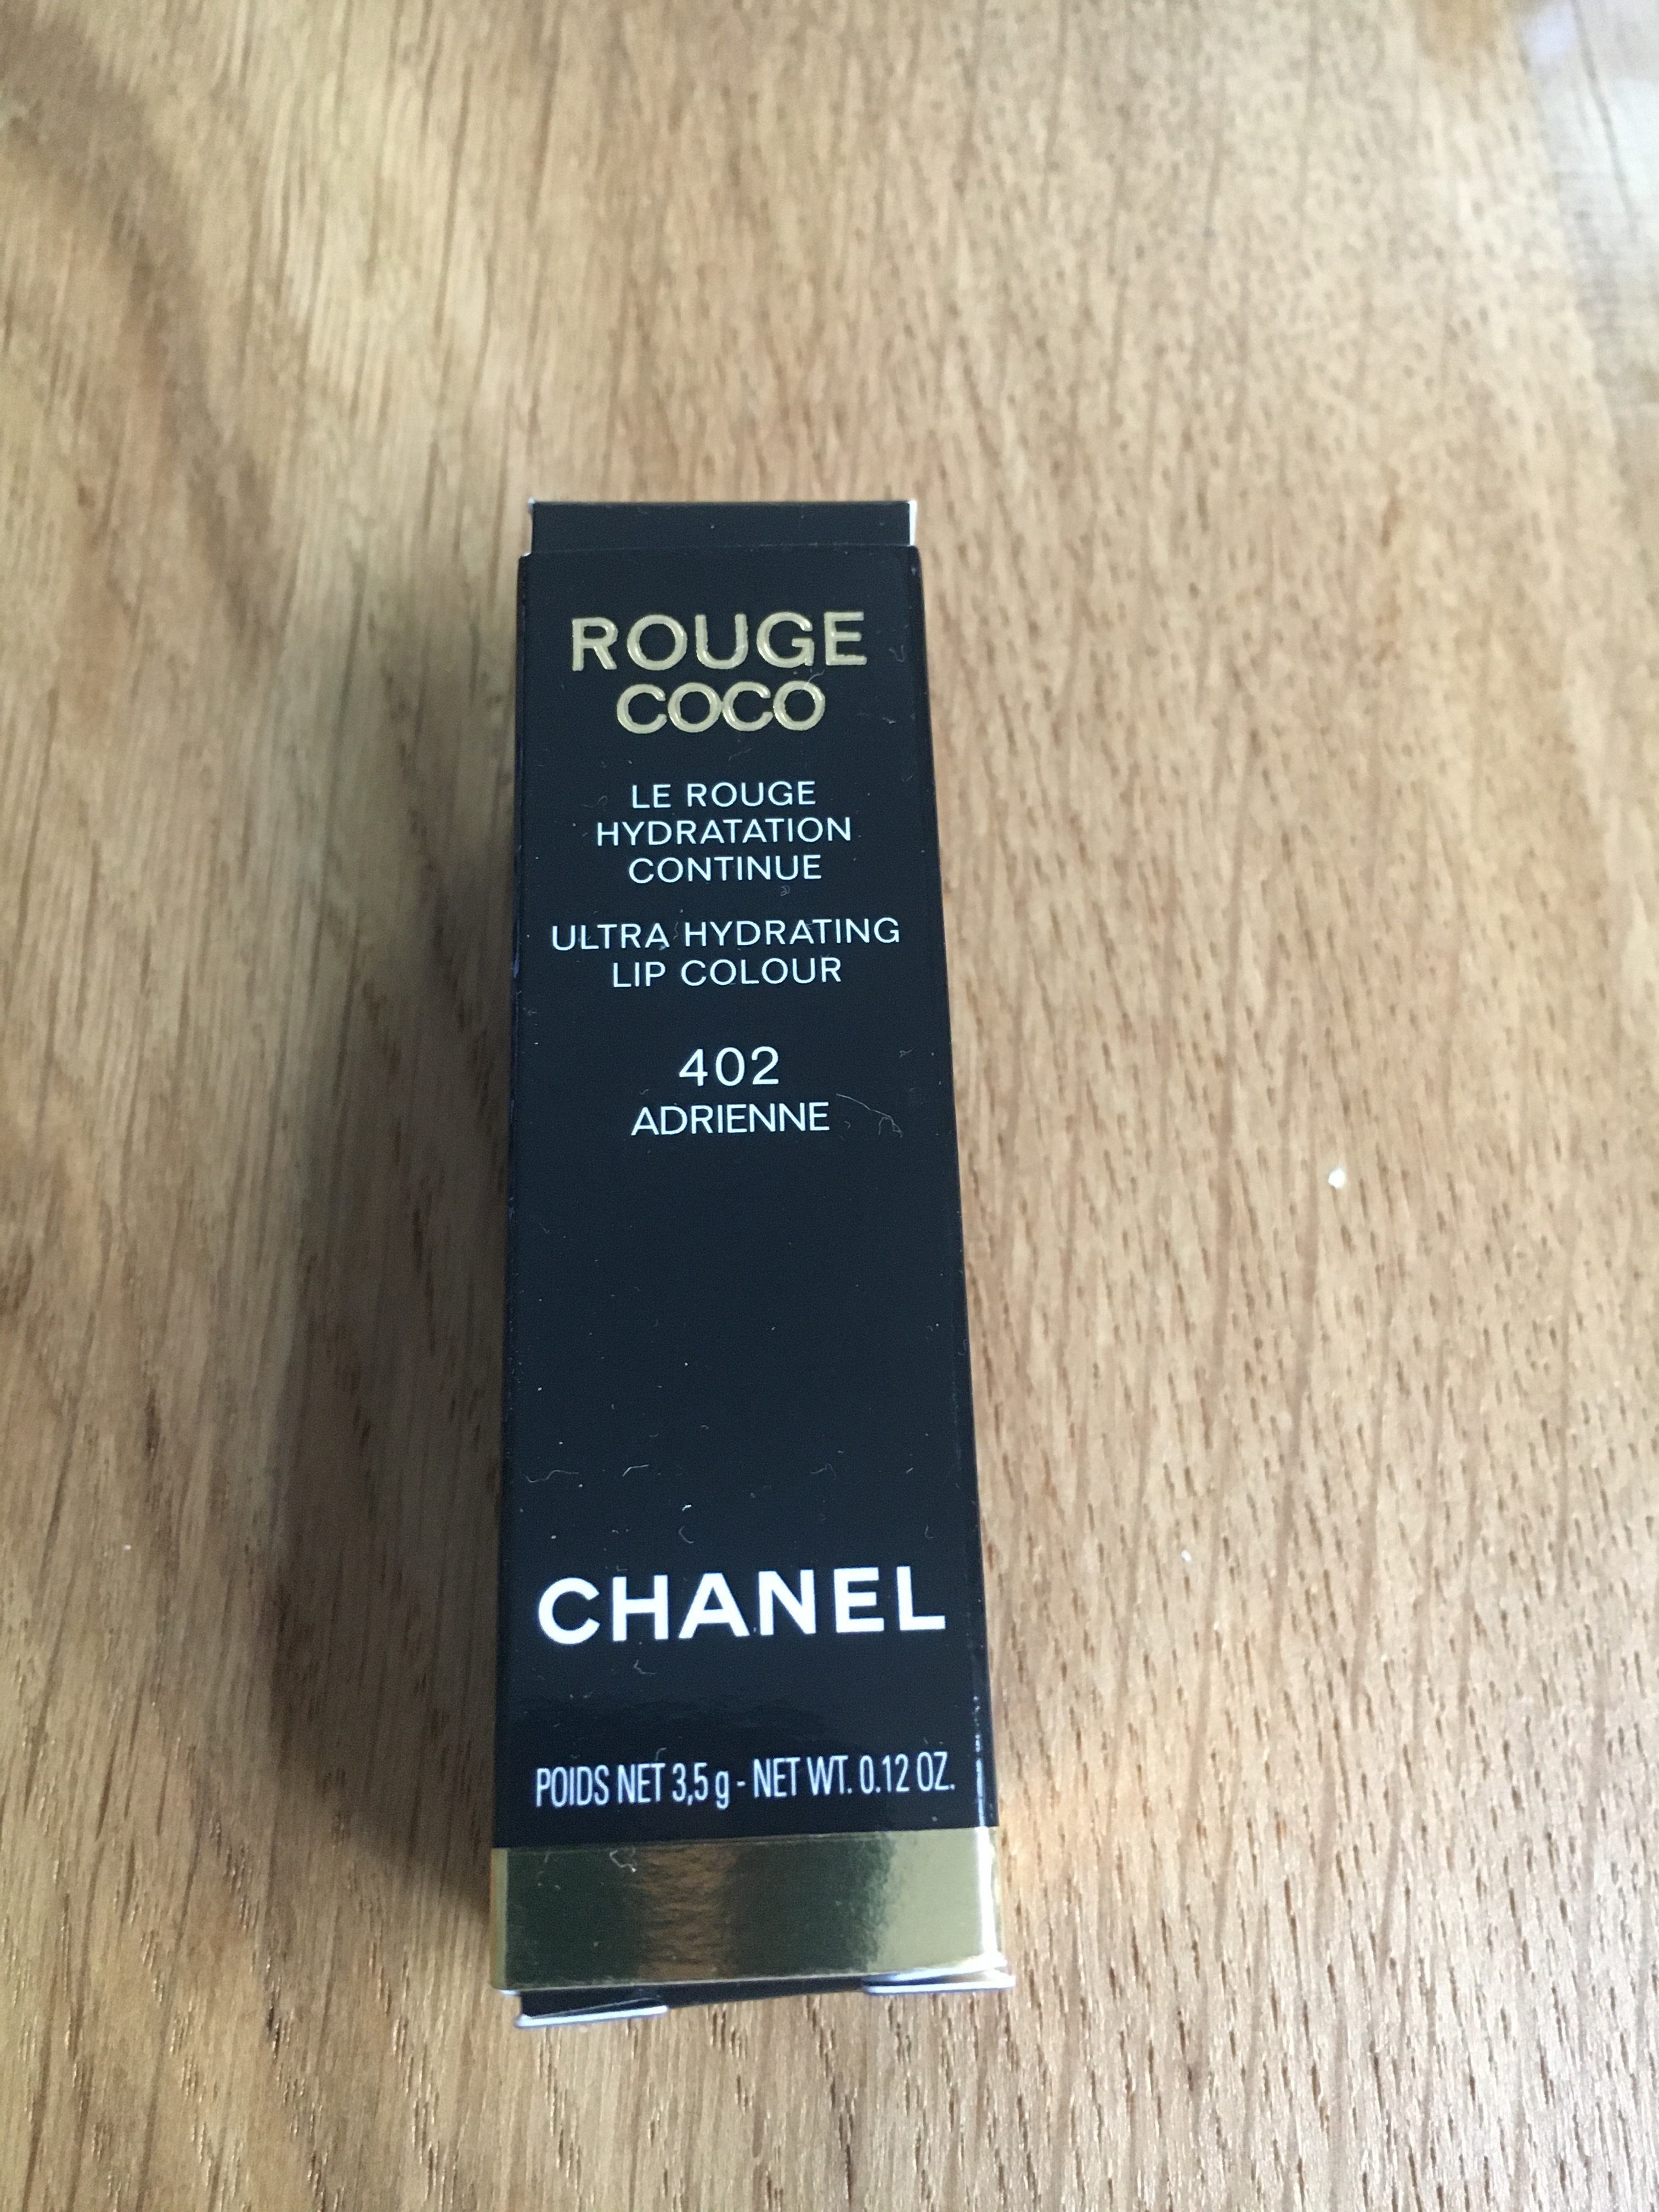 ROUGE
COCO
LE ROUGE
HYDRATATION
CONTINUE
ULTRA HYDRATING
LIP COLOUR
402
ADRIENNE
CHANEL
POIDS NET 3,5 g - NET WT. 0.12 OZ.